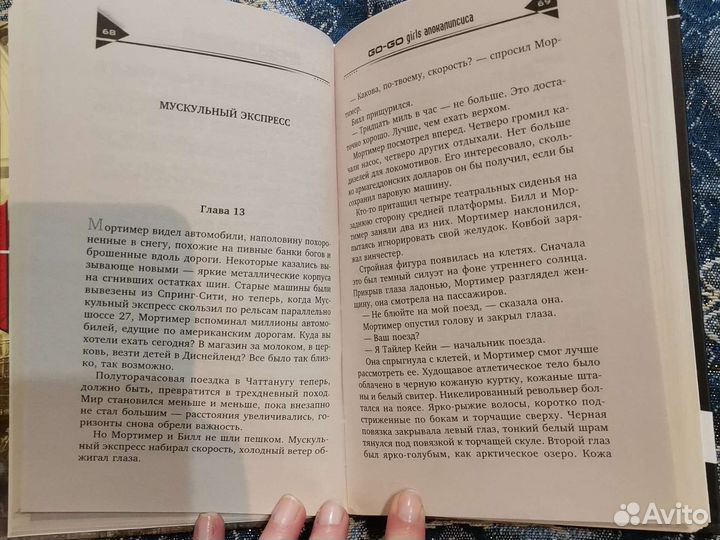 68
МУСКУЛЬНЫЙ ЭКСПРЕСС
Глава 13
Мортимер видел автомобили, наполовину похоро-
ненные в снегу, похожие на пивные банки богов и
брошенные вдоль дороги. Некоторые казались вы-
зывающе новыми — яркие металлические корпуса
на сгнивших остатках шин. Старые машины были
вывезены из Спринг-Сити, но теперь, когда Мус-
кульный экспресс скользил по рельсам параллельно
шоссе 27, Мортимер вспоминал миллионы автомо-
билей, едущие по американским дорогам. Куда вы
хотели ехать сегодня? В магазин за молоком, в цер-
ковь, везти детей в Диснейленд? Все было так близ-
ко, так возможно.
Полуторачасовая поездка в Чаттанугу теперь,
должно быть, превратится в трехдневный поход.
Мир становился меньше и меньше, пока внезапно
не стал большим — расстояния увеличивались, го-
ризонты снова обрели важность.
Но Мортимер и Билл не шли пешком. Мускуль-
ный экспресс набирал скорость, холодный ветер об-
жигал глаза.
GO-GO girls апокалипсиса
69
— Какова, по-твоему, скорость? — спросил Мор-
тимер.
Билл прищурился.
— Тридцать миль в час — не больше. Это доста-
точно хорошо. Лучше, чем ехать верхом.
Мортимер посмотрел вперед. Четверо громил ка-
чали насос, четверо других отдыхали. Нет больше
дизелей для локомотивов. Его интересовало, сколь-
ко армагеддонских долларов он бы получил, если бы
сохранил паровую машину.
Кто-то притащил четыре театральных сиденья на
заднюю сторону средней платформы. Билл и Мор-
тимер заняли два из них. Мортимер наклонился,
пытаясь игнорировать свой желудок. Ковбой заря-
жал винчестер.
Стройная фигура появилась на клетях. Сначала
это был темный силуэт на фоне утреннего солнца.
Прикрыв глаза ладонью, Мортимер разглядел жен-
щину, она смотрела на пассажиров.
— Не блюйте на мой поезд, — сказала она.
Мортимер опустил голову и закрыл глаза.
— Ваш поезд?
— Я Тайлер Кейн — начальник поезда.
Она спрыгнула с клетей, и Мортимер смог лучше
рассмотреть ее. Худощавое атлетическое тело было
облачено в черную кожаную куртку, кожаные шта-
ны и белый свитер. Никелированный револьвер бол-
тался на поясе. Ярко-рыжие волосы, коротко под-
стриженные по бокам и торчащие сверху. Черная
повязка закрывала левый глаз, тонкий белый шрам
тянулся под повязкой к торчащей скуле. Второй глаз
был ярко-голубым, как арктическое озеро. Кожа
Avito